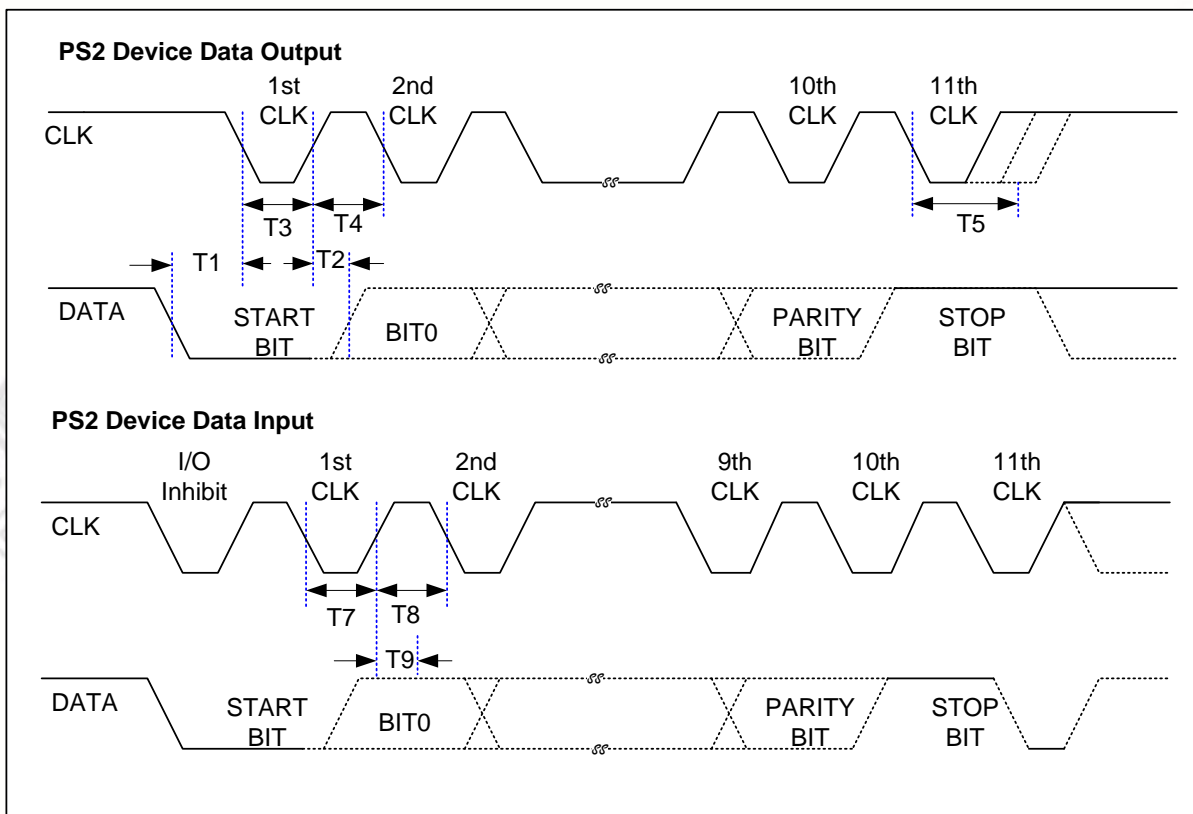 PS2 Device Data Output
1st
CLK
2nd
CLK
10th
CLK
11th
CLK
CLK
T3
T4
T5
T1
T2
DATA
START
BIT
BIT0
PARITY
BIT
STOP
BIT
PS2 Device Data Input
I/O
Inhibit
1st
CLK
2nd
CLK
9th
CLK
10th
CLK
11th
CLK
CLK
T7
T8
T9
DATA
START
BIT
BIT0
PARITY
BIT
STOP
BIT